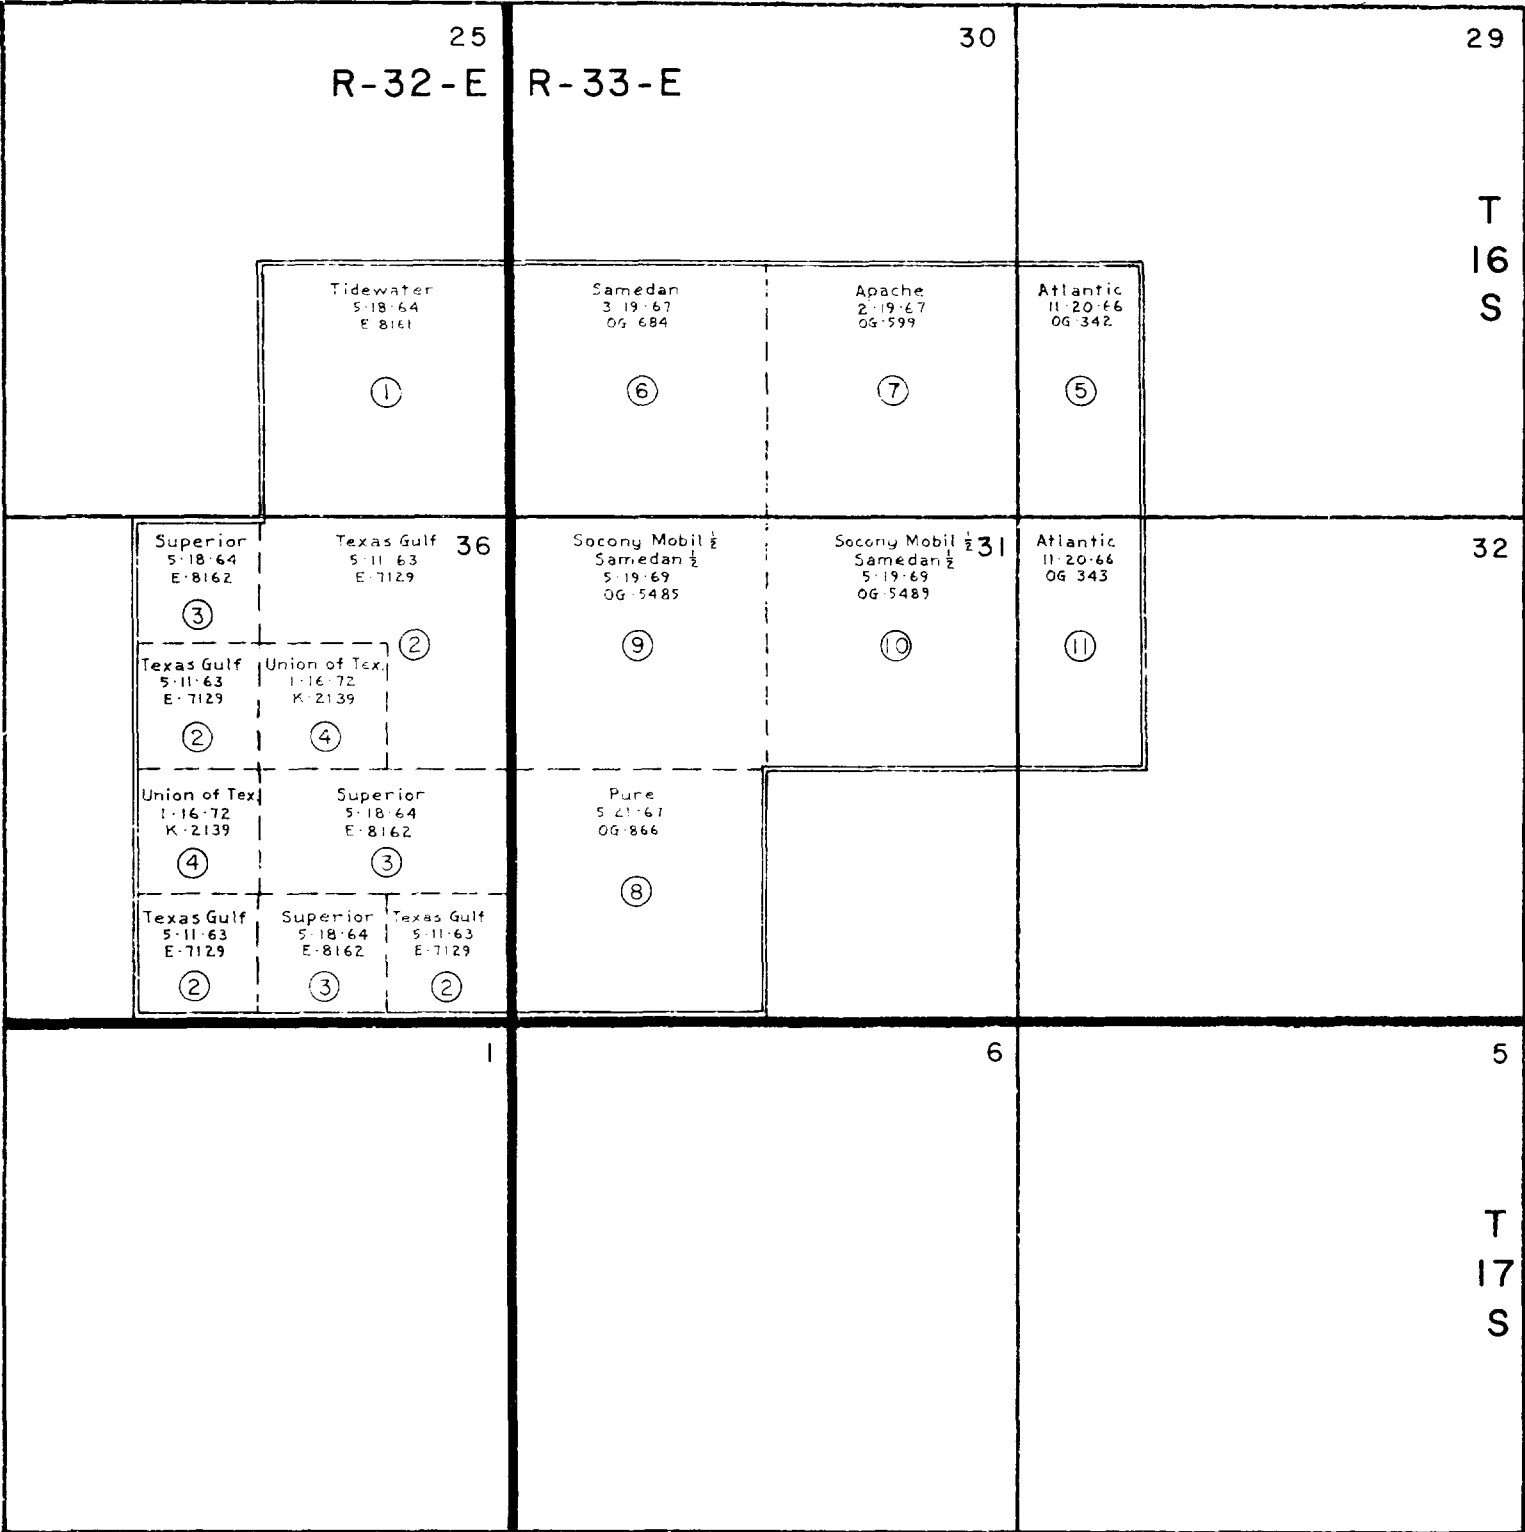 25
30
29
R-32-E
R-33-E
T
16
S
Tidewater
5·18·64
E 8161
1
Samedan
3 19·67
OG 684
6
Apache
2·19·67
OG·599
7
Atlantic
11·20·66
OG·342
5
Superior
5·18·64
E·8162
3
Texas Gulf
5·11 63
E·7129
2
36
Socony Mobil ½
Samedan ½
5·19·69
OG·5485
9
Socony Mobil ½
Samedan ½
5·19·69
OG·5489
10
31
Atlantic
11·20·66
OG 343
11
32
Texas Gulf
5·11·63
E·7129
2
Union of Tex.
1·16·72
K·2139
4
Union of Tex.
1·16·72
K·2139
4
Superior
5·18·64
E·8162
3
Pure
5 21·67
OG·866
8
Texas Gulf
5·11·63
E·7129
2
Superior
5·18·64
E·8162
3
Texas Gulf
5·11·63
E·7129
2
1
6
5
T
17
S